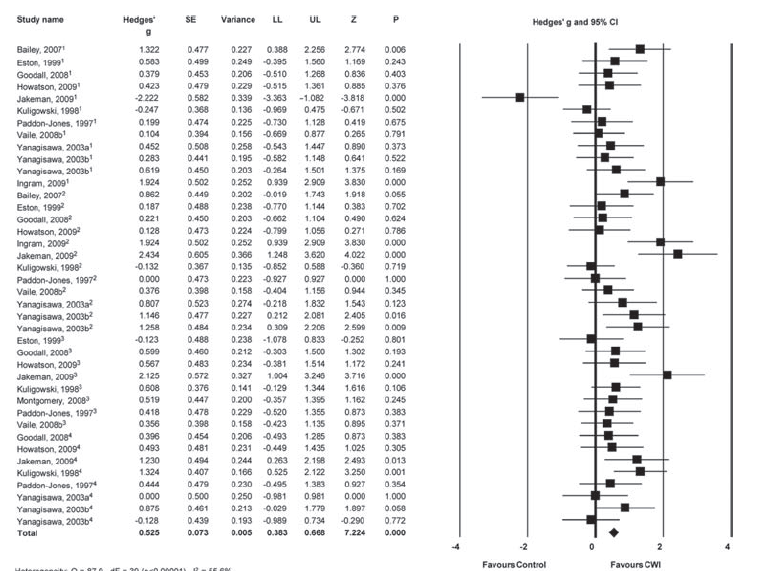 Study name Hedges' g SE Variance LL UL Z P Hedges' g and 95% CI
Bailey, 2007¹ 1.322 0.477 0.227 0.388 2.256 2.774 0.006
Eston, 1999¹ 0.583 0.499 0.249 -0.395 1.560 1.169 0.243
Goodall, 2008¹ 0.379 0.453 0.206 -0.510 1.268 0.836 0.403
Howatson, 2009¹ 0.423 0.479 0.229 -0.515 1.361 0.885 0.376
Jakeman, 2009¹ -2.222 0.582 0.339 -3.363 -1.082 -3.818 0.000
Kuligowski, 1998¹ -0.247 0.368 0.136 -0.969 0.475 -0.671 0.502
Paddon-Jones, 1997¹ 0.199 0.474 0.225 -0.730 1.128 0.419 0.675
Vaile, 2008b¹ 0.104 0.394 0.156 -0.669 0.877 0.265 0.791
Yanagisawa, 2003a¹ 0.452 0.508 0.258 -0.543 1.447 0.890 0.373
Yanagisawa, 2003b¹ 0.283 0.441 0.195 -0.582 1.148 0.641 0.522
Yanagisawa, 2003b¹ 0.619 0.450 0.203 -0.264 1.501 1.375 0.169
Ingram, 2009¹ 1.924 0.502 0.252 0.939 2.909 3.830 0.000
Bailey, 2007² 0.862 0.449 0.202 -0.019 1.743 1.918 0.055
Eston, 1999² 0.187 0.488 0.238 -0.770 1.144 0.383 0.702
Goodall, 2008² 0.221 0.450 0.203 -0.662 1.104 0.490 0.624
Howatson, 2009² 0.128 0.473 0.224 -0.799 1.056 0.271 0.786
Ingram, 2009² 1.924 0.502 0.252 0.939 2.909 3.830 0.000
Jakeman, 2009² 2.434 0.605 0.366 1.248 3.620 4.022 0.000
Kuligowski, 1998² -0.132 0.367 0.135 -0.852 0.588 -0.360 0.719
Paddon-Jones, 1997² 0.000 0.473 0.223 -0.927 0.927 0.000 1.000
Vaile, 2008b² 0.376 0.398 0.158 -0.404 1.156 0.944 0.345
Yanagisawa, 2003a² 0.807 0.523 0.274 -0.218 1.832 1.543 0.123
Yanagisawa, 2003b² 1.146 0.477 0.227 0.212 2.081 2.405 0.016
Yanagisawa, 2003b² 1.258 0.484 0.234 0.309 2.206 2.599 0.009
Eston, 1999³ -0.123 0.488 0.238 -1.078 0.833 -0.252 0.801
Goodall, 2008³ 0.599 0.460 0.212 -0.303 1.500 1.302 0.193
Howatson, 2009³ 0.567 0.483 0.234 -0.381 1.514 1.172 0.241
Jakeman, 2009³ 2.125 0.572 0.327 1.004 3.246 3.716 0.000
Kuligowski, 1998³ 0.608 0.376 0.141 -0.129 1.344 1.616 0.106
Montgomery, 2008³ 0.519 0.447 0.200 -0.357 1.395 1.162 0.245
Paddon-Jones, 1997³ 0.418 0.478 0.229 -0.520 1.355 0.873 0.383
Vaile, 2008b³ 0.356 0.398 0.158 -0.423 1.135 0.895 0.371
Goodall, 2008⁴ 0.396 0.454 0.206 -0.493 1.285 0.873 0.383
Howatson, 2009⁴ 0.493 0.481 0.231 -0.449 1.435 1.025 0.305
Jakeman, 2009⁴ 1.230 0.494 0.244 0.263 2.198 2.493 0.013
Kuligowski, 1998⁴ 1.324 0.407 0.166 0.525 2.122 3.250 0.001
Paddon-Jones, 1997⁴ 0.444 0.479 0.230 -0.495 1.383 0.927 0.354
Yanagisawa, 2003a⁴ 0.000 0.500 0.250 -0.981 0.981 0.000 1.000
Yanagisawa, 2003b⁴ 0.875 0.461 0.213 -0.029 1.779 1.897 0.058
Yanagisawa, 2003b⁴ -0.128 0.439 0.193 -0.989 0.734 -0.290 0.772
Total 0.525 0.073 0.005 0.383 0.668 7.224 0.000
-4 -2 0 2 4
Favours Control Favours CWI